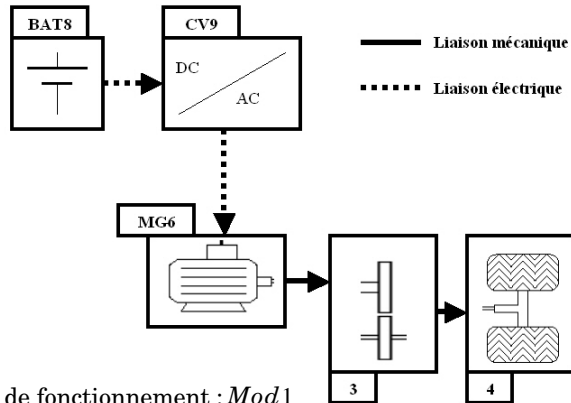 BAT8
CV9
DC
AC
Liaison mécanique
Liaison électrique
MG6
3
4
de fonctionnement : Mod1